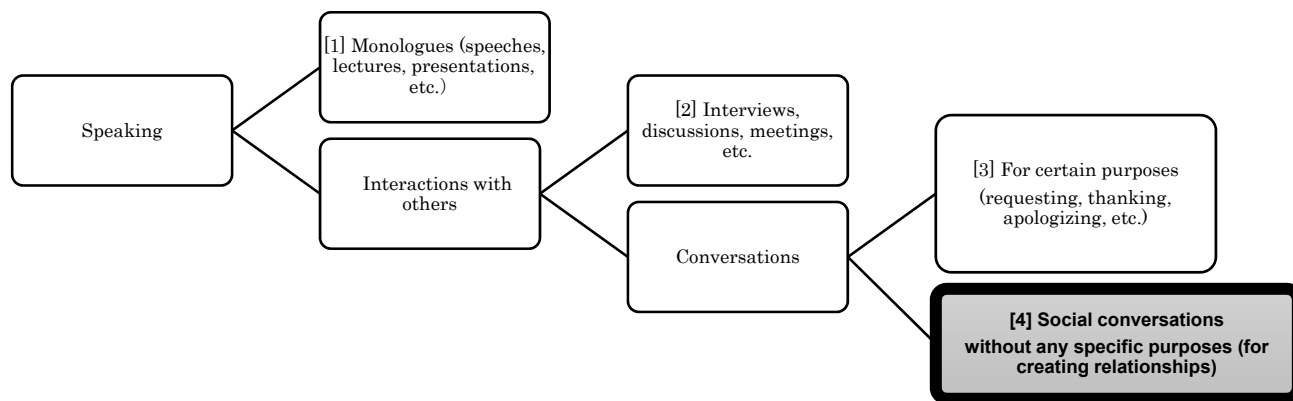 Speaking
[1] Monologues (speeches,
lectures, presentations,
etc.)
Interactions with
others
[2] Interviews,
discussions, meetings,
etc.
Conversations
[3] For certain purposes
(requesting, thanking,
apologizing, etc.)
[4] Social conversations
without any specific purposes (for
creating relationships)